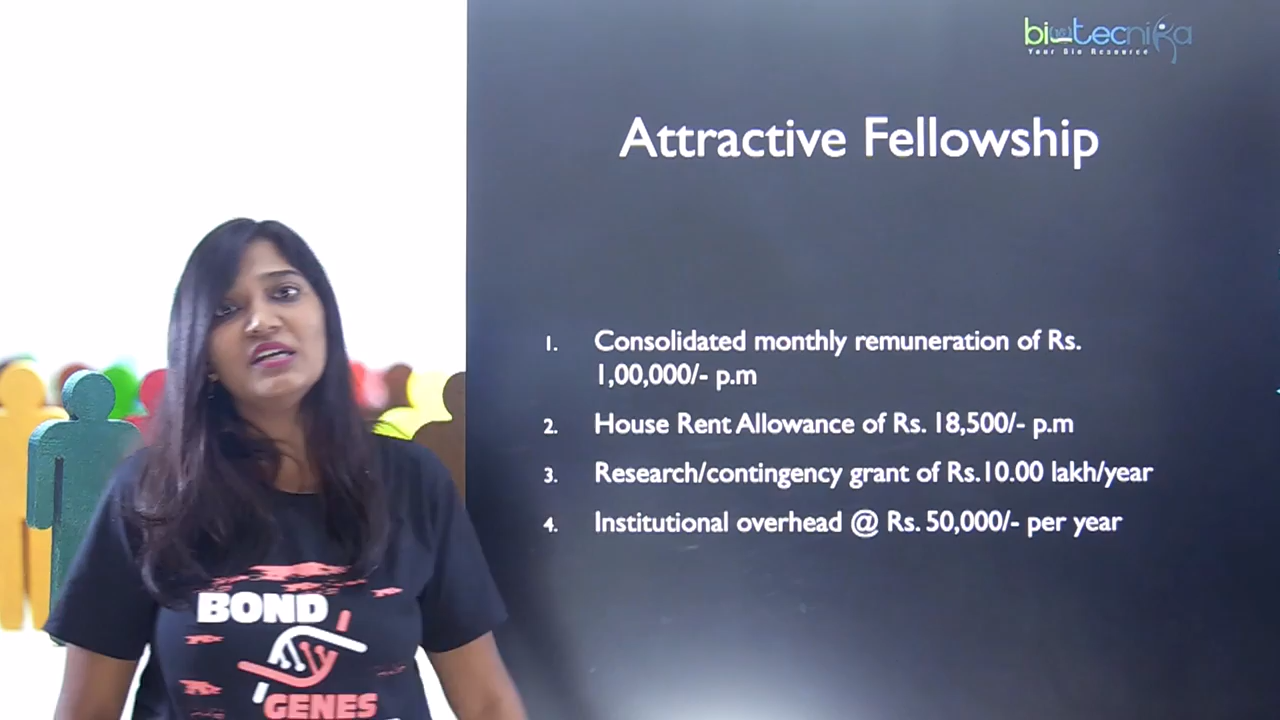 biotecnika
Your Bio Resource
Attractive Fellowship
1. Consolidated monthly remuneration of Rs.
1,00,000/- p.m
2. House Rent Allowance of Rs. 18,500/- p.m
3. Research/contingency grant of Rs.10.00 lakh/year
4. Institutional overhead @ Rs. 50,000/- per year
BOND
GENES